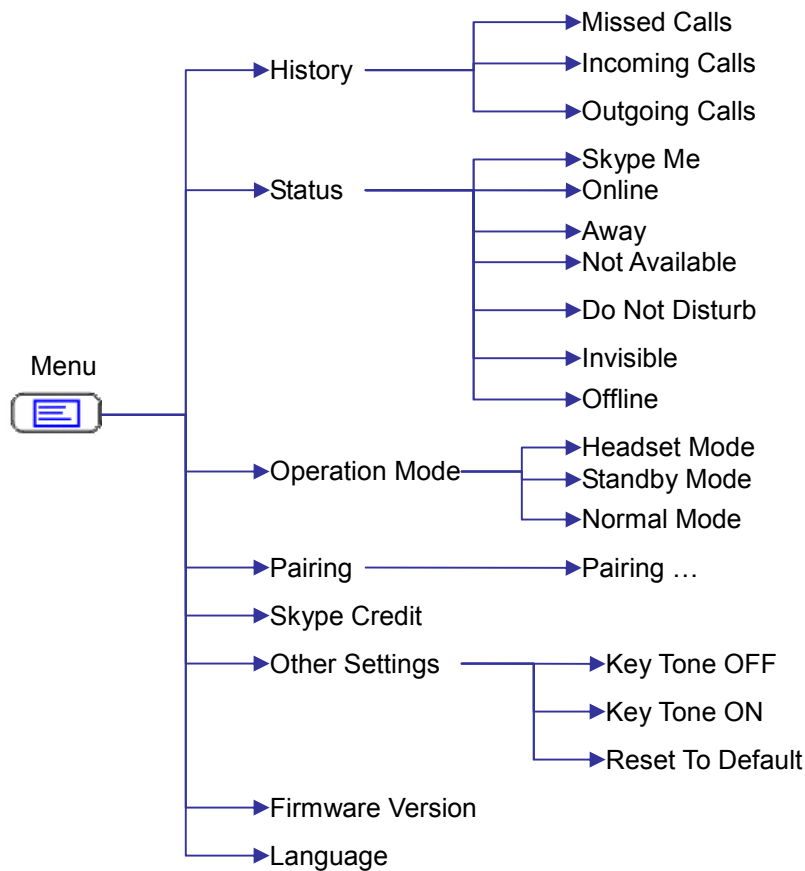 Menu
History
Missed Calls
Incoming Calls
Outgoing Calls
Status
Skype Me
Online
Away
Not Available
Do Not Disturb
Invisible
Offline
Operation Mode
Headset Mode
Standby Mode
Normal Mode
Pairing
Pairing …
Skype Credit
Other Settings
Key Tone OFF
Key Tone ON
Reset To Default
Firmware Version
Language